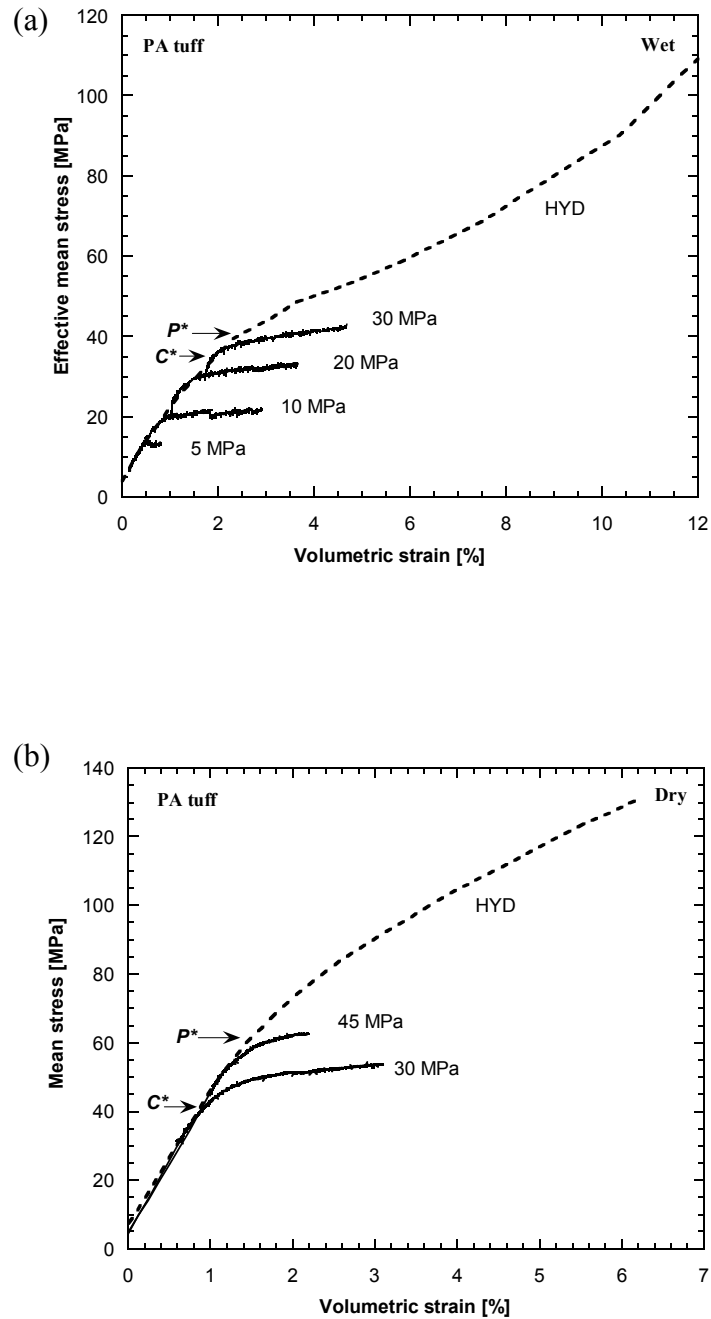 (a)
PA tuff
Wet
120
100
80
60
40
20
0
Effective mean stress [MPa]
HYD
P*
C*
30 MPa
20 MPa
10 MPa
5 MPa
0 2 4 6 8 10 12
Volumetric strain [%]
(b)
PA tuff
Dry
140
120
100
80
60
40
20
0
Mean stress [MPa]
HYD
P*
C*
45 MPa
30 MPa
0 1 2 3 4 5 6 7
Volumetric strain [%]